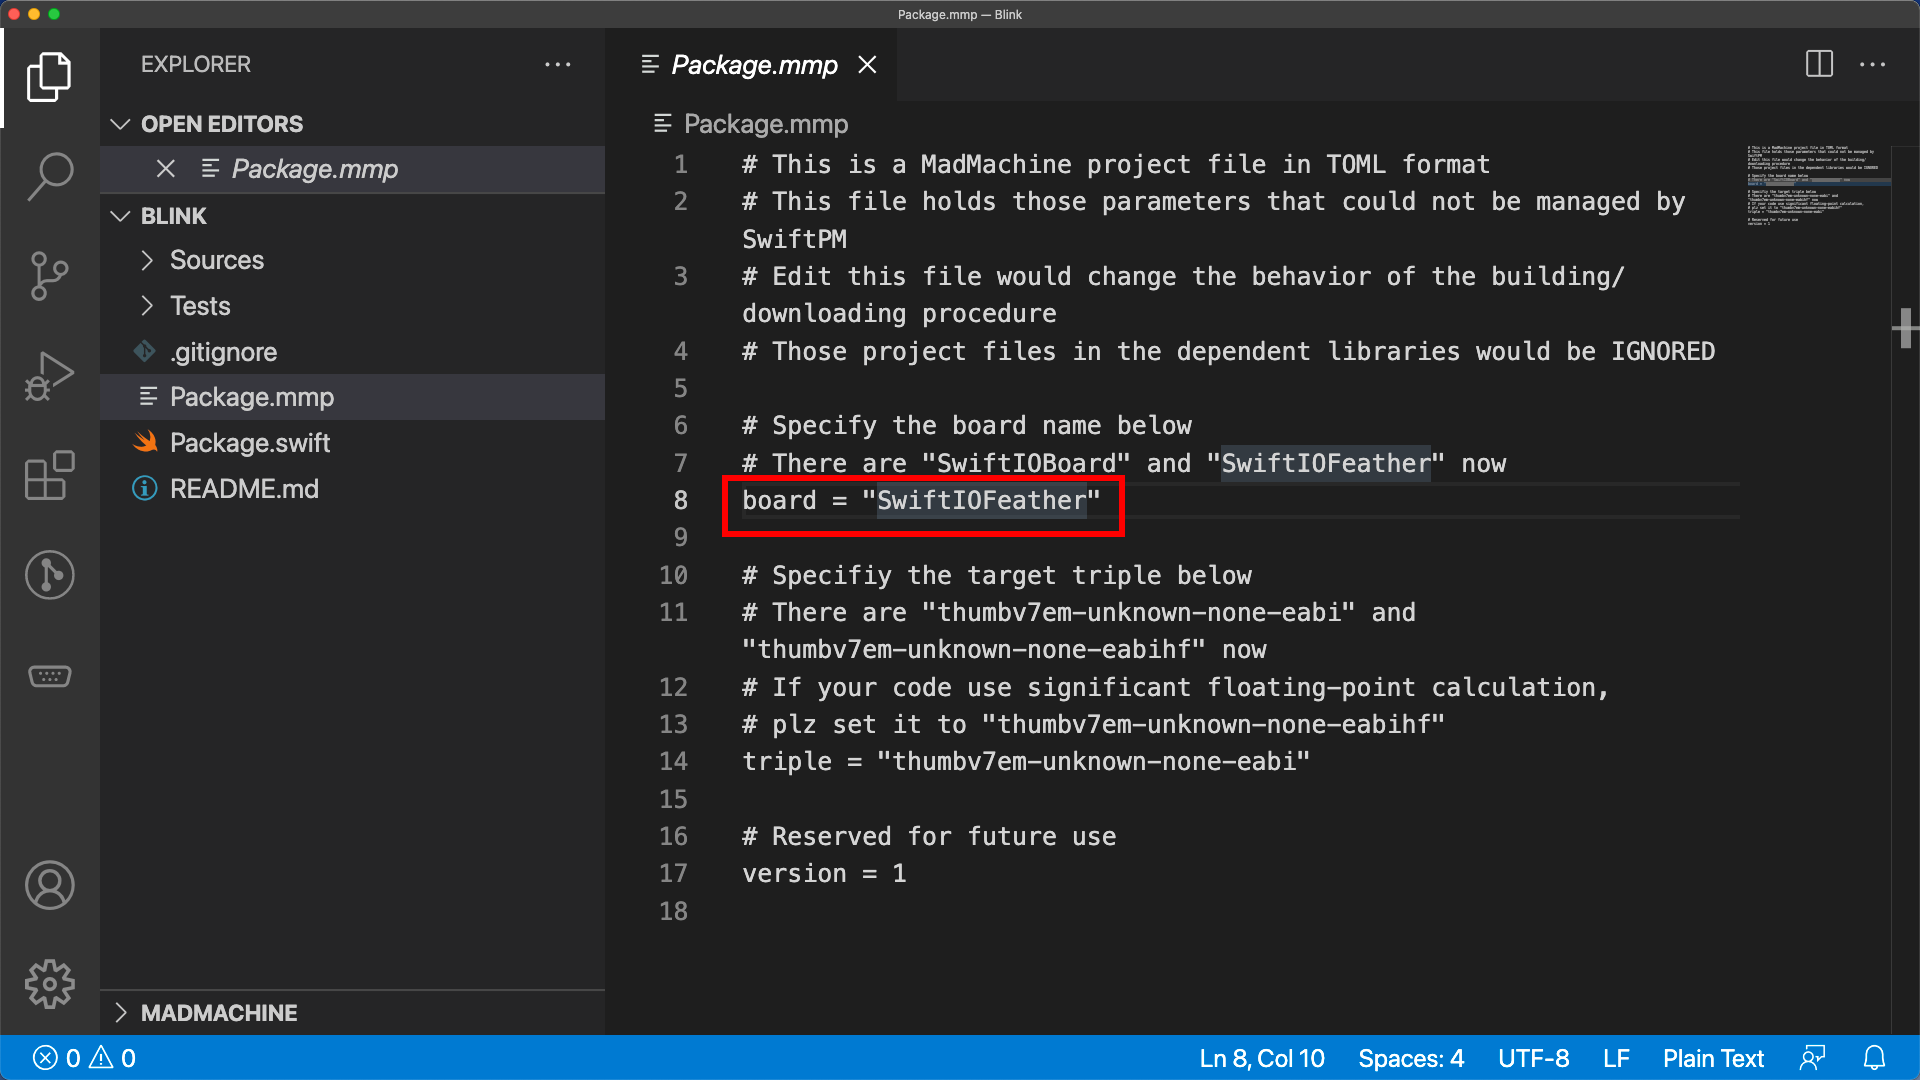 Package.mmp — Blink
EXPLORER
OPEN EDITORS
Package.mmp
BLINK
Sources
Tests
.gitignore
Package.mmp
Package.swift
README.md
MADMACHINE
Package.mmp
Package.mmp
1 # This is a MadMachine project file in TOML format
2 # This file holds those parameters that could not be managed by
SwiftPM
3 # Edit this file would change the behavior of the building/
downloading procedure
4 # Those project files in the dependent libraries would be IGNORED
5
6 # Specify the board name below
7 # There are "SwiftIOBoard" and "SwiftIOFeather" now
8 board = "SwiftIOFeather"
9
10 # Specifiy the target triple below
11 # There are "thumbv7em-unknown-none-eabi" and
"thumbv7em-unknown-none-eabihf" now
12 # If your code use significant floating-point calculation,
13 # plz set it to "thumbv7em-unknown-none-eabihf"
14 triple = "thumbv7em-unknown-none-eabi"
15
16 # Reserved for future use
17 version = 1
18
0 0
Ln 8, Col 10 Spaces: 4 UTF-8 LF Plain Text